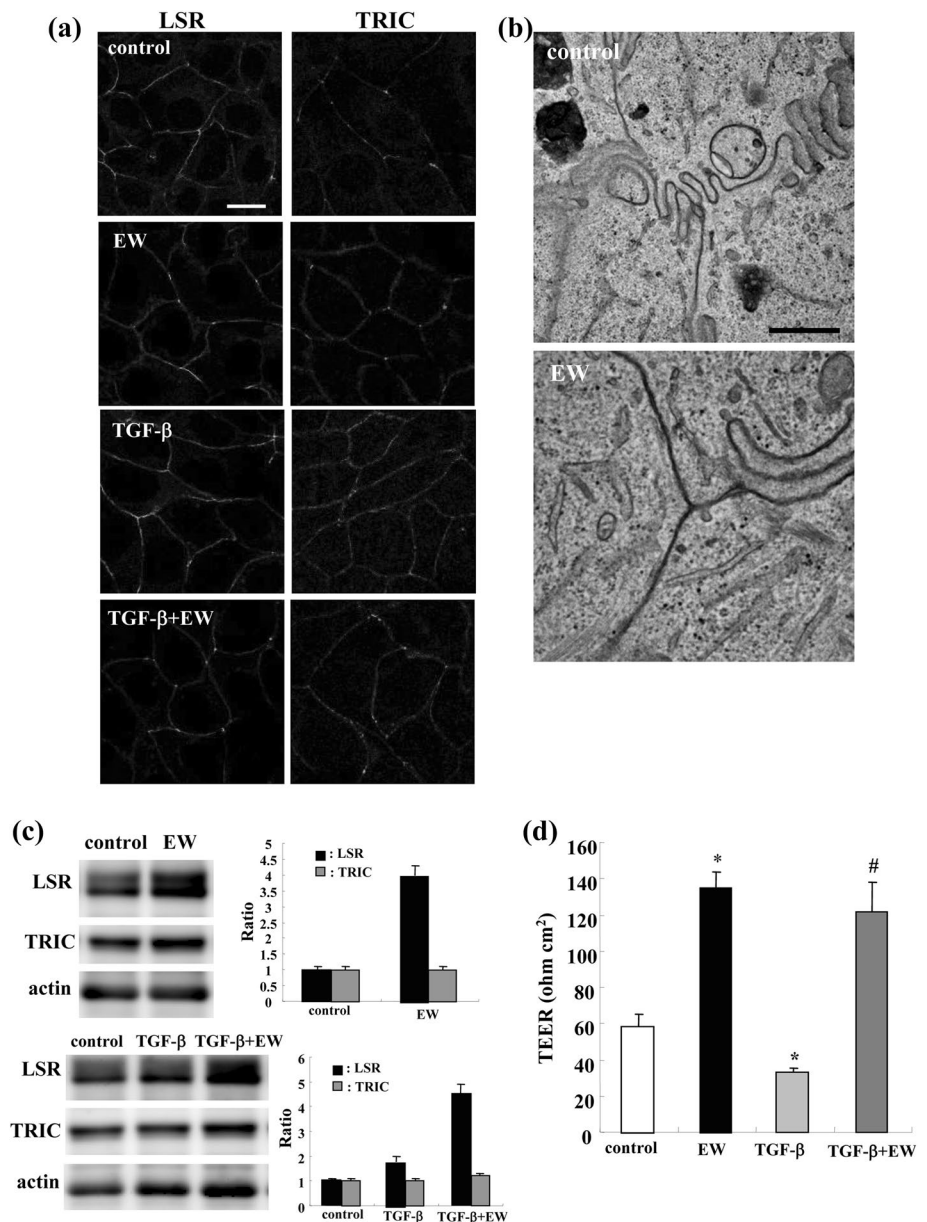 (a)
LSR TRIC
control
EW
TGF-β
TGF-β+EW
(b)
control
EW
(c)
control EW
LSR
TRIC
actin
Ratio
5
4.5
4
3.5
3
2.5
2
1.5
1
0.5
0
: LSR
: TRIC
control EW
control TGF-β TGF-β+EW
LSR
TRIC
actin
Ratio
6
5
4
3
2
1
0
: LSR
: TRIC
control TGF-β TGF-β+EW
(d)
TEER (ohm cm²)
160
140
120
100
80
60
40
20
0
*
*
#
control EW TGF-β TGF-β+EW